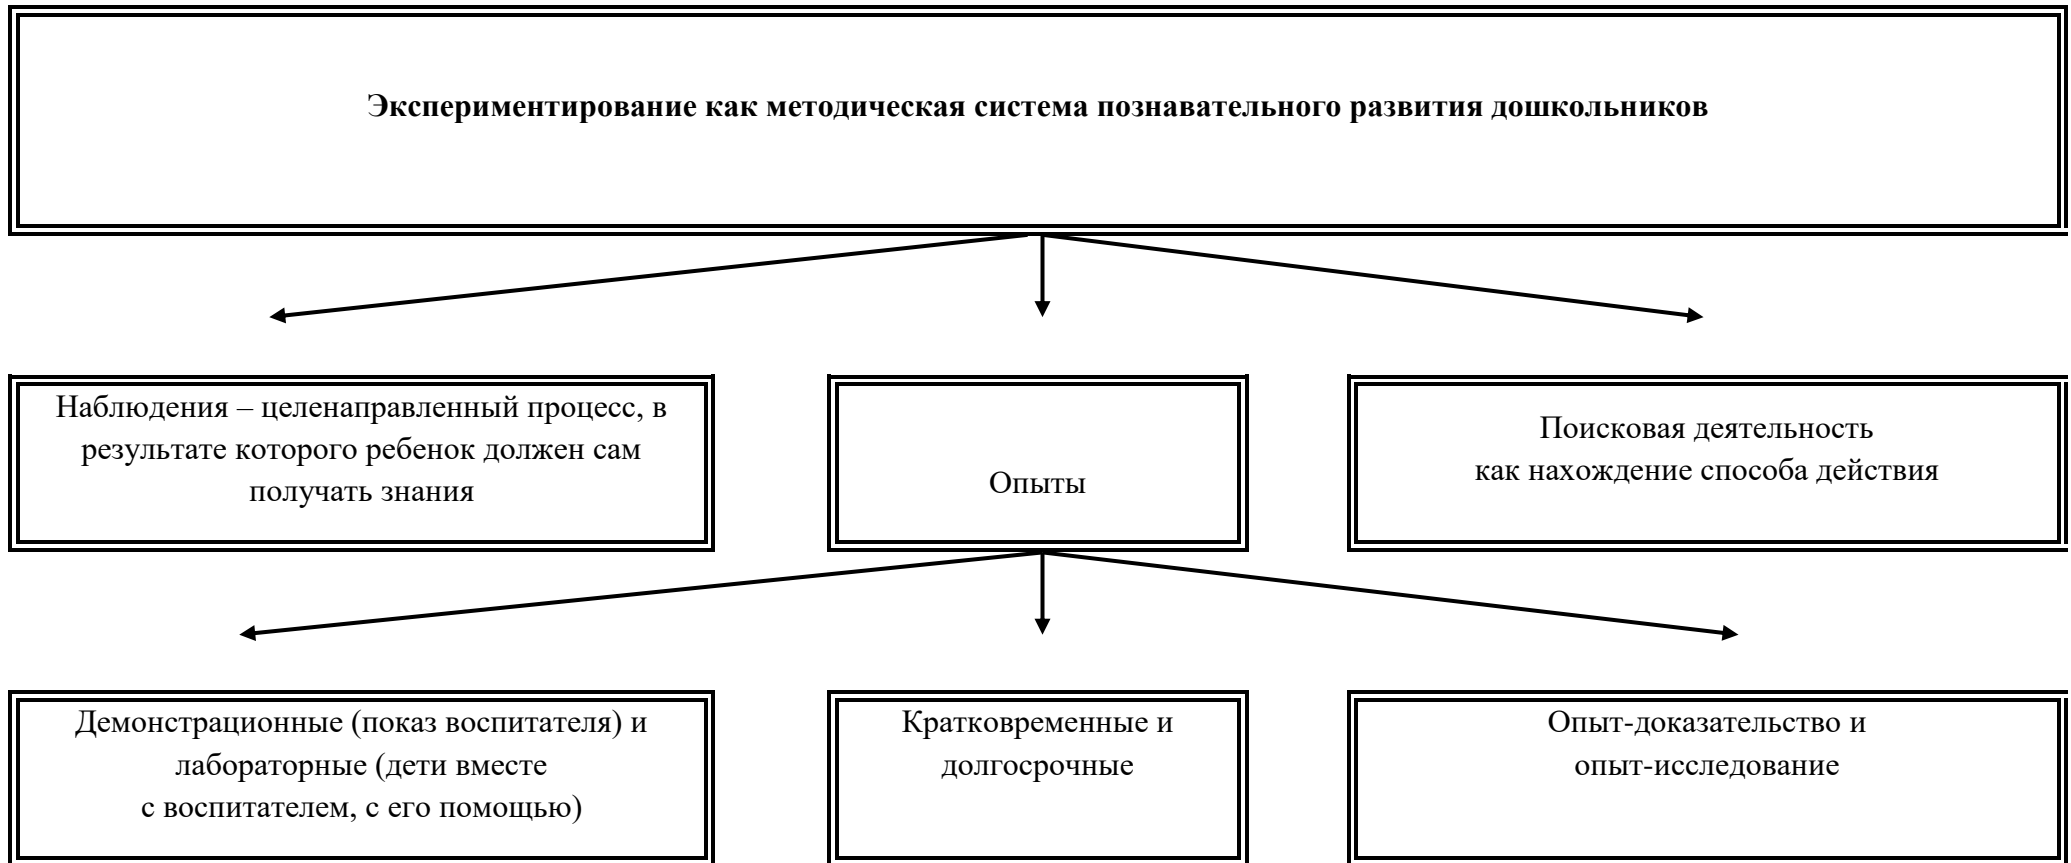 Экспериментирование как методическая система познавательного развития дошкольников
Наблюдения – целенаправленный процесс, в
результате которого ребенок должен сам
получать знания
Опыты
Поисковая деятельность
как нахождение способа действия
Демонстрационные (показ воспитателя) и
лабораторные (дети вместе
с воспитателем, с его помощью)
Кратковременные и
долгосрочные
Опыт-доказательство и
опыт-исследование